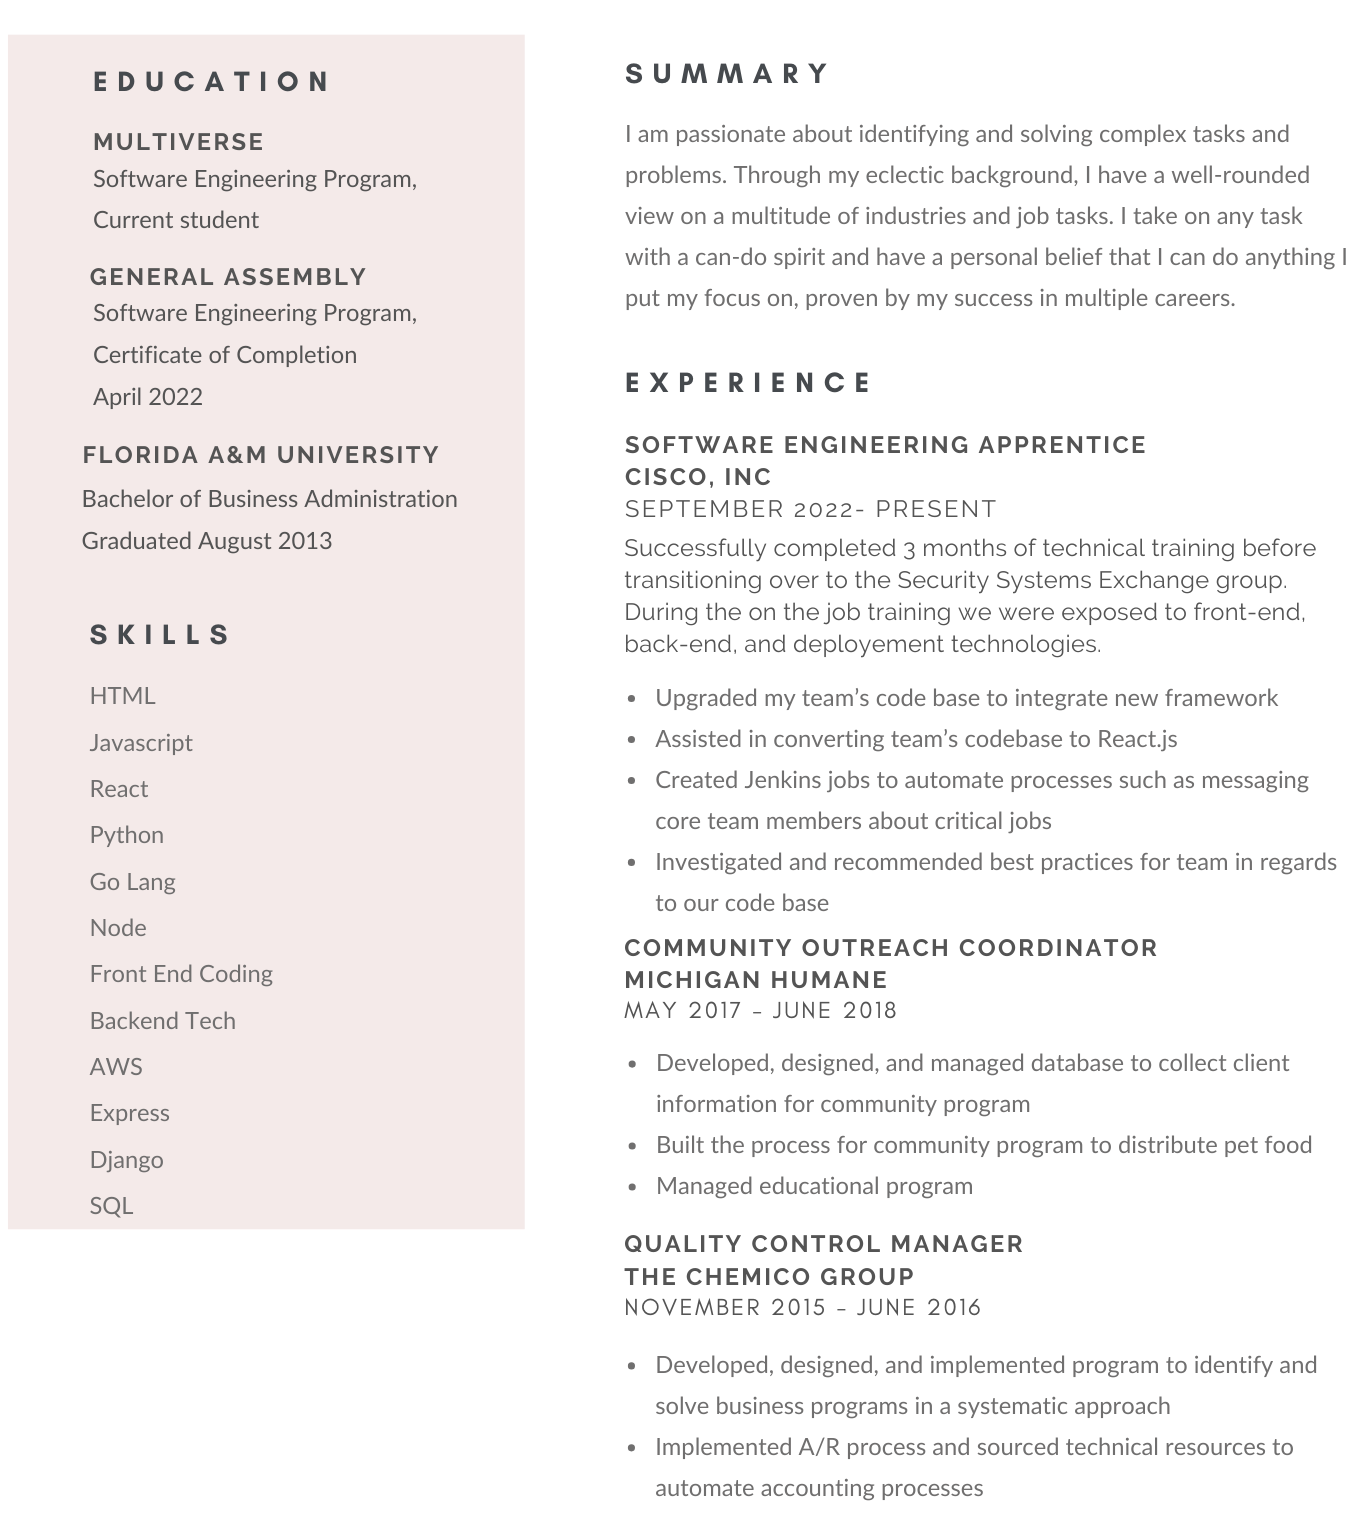 EDUCATION
MULTIVERSE
Software Engineering Program,
Current student
GENERAL ASSEMBLY
Software Engineering Program,
Certificate of Completion
April 2022
FLORIDA A&M UNIVERSITY
Bachelor of Business Administration
Graduated August 2013
SKILLS
HTML
Javascript
React
Python
Go Lang
Node
Front End Coding
Backend Tech
AWS
Express
Django
SQL
SUMMARY
I am passionate about identifying and solving complex tasks and
problems. Through my eclectic background, I have a well-rounded
view on a multitude of industries and job tasks. I take on any task
with a can-do spirit and have a personal belief that I can do anything I
put my focus on, proven by my success in multiple careers.
EXPERIENCE
SOFTWARE ENGINEERING APPRENTICE
CISCO, INC
SEPTEMBER 2022- PRESENT
Successfully completed 3 months of technical training before
transitioning over to the Security Systems Exchange group.
During the on the job training we were exposed to front-end,
back-end, and deployement technologies.
• Upgraded my team's code base to integrate new framework
• Assisted in converting team's codebase to React.js
• Created Jenkins jobs to automate processes such as messaging
core team members about critical jobs
• Investigated and recommended best practices for team in regards
to our code base
COMMUNITY OUTREACH COORDINATOR
MICHIGAN HUMANE
MAY 2017 – JUNE 2018
• Developed, designed, and managed database to collect client
information for community program
• Built the process for community program to distribute pet food
• Managed educational program
QUALITY CONTROL MANAGER
THE CHEMICO GROUP
NOVEMBER 2015 – JUNE 2016
• Developed, designed, and implemented program to identify and
solve business programs in a systematic approach
• Implemented A/R process and sourced technical resources to
automate accounting processes